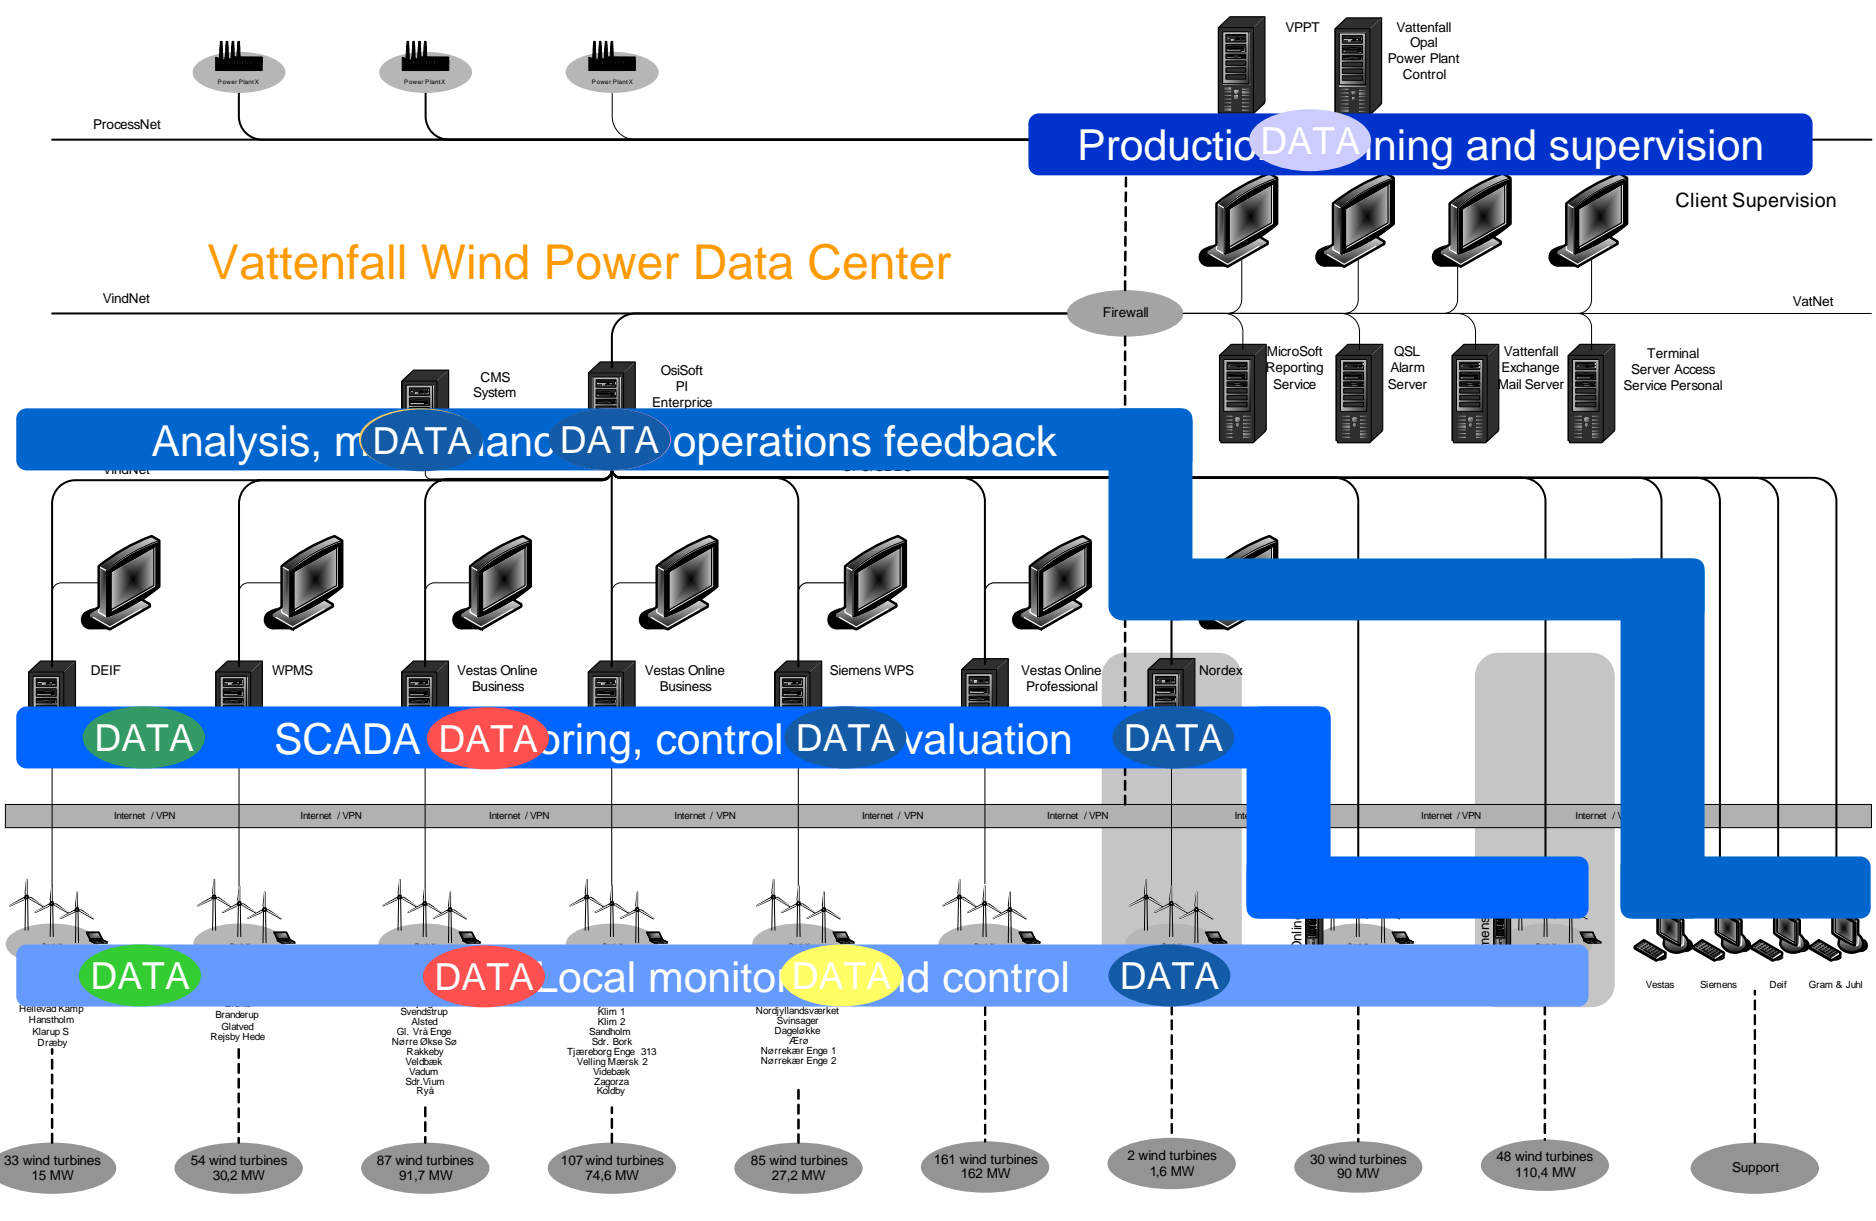 VPPT
Vattenfall
Opal
Power Plant
Control
Power Plant X
Power Plant X
Power Plant X
ProcessNet
DATA
ning and supervision
Client Supervision
Vattenfall Wind Power Data Center
VindNet
Firewall
VatNet
CMS
System
OsiSoft
PI
Enterprice
MicroSoft
Reporting
Service
QSL
Alarm
Server
Vattenfall
Exchange
Mail Server
Terminal
Server Access
Service Personal
Analysis,
DATA
DATA
operations feedback
VindNet
DEIF
WPMS
Vestas Online
Business
Vestas Online
Business
Siemens WPS
Vestas Online
Professional
Nordex
DATA
SCADA
DATA
oring, control
DATA
valuation
DATA
Internet / VPN
Internet / VPN
Internet / VPN
Internet / VPN
Internet / VPN
Internet / VPN
Internet / VPN
Internet /
DATA
DATA
Local monitor
DATA
d control
DATA
Vestas
Siemens
Deif
Gram & Juhl
Hellevad Kamp
Hanstholm
Klarup S
Dræby
Branderup
Glatved
Rejsby Hede
Svendstrup
Alsted
Gl. Vrå Enge
Nørre Økse Sø
Rakkeby
Veldbæk
Vadum
Sdr.Vium
Ryå
Klim 1
Klim 2
Sandholm
Sdr. Bork
Tjæreborg Enge 313
Velling Mærsk 2
Videbæk
Zagorza
Koldby
Nordjyllandsværket
Svinsager
Dageløkke
Ærø
Nørrekær Enge 1
Nørrekær Enge 2
33 wind turbines
15 MW
54 wind turbines
30,2 MW
87 wind turbines
91,7 MW
107 wind turbines
74,6 MW
85 wind turbines
27,2 MW
161 wind turbines
162 MW
2 wind turbines
1,6 MW
30 wind turbines
90 MW
48 wind turbines
110,4 MW
Support